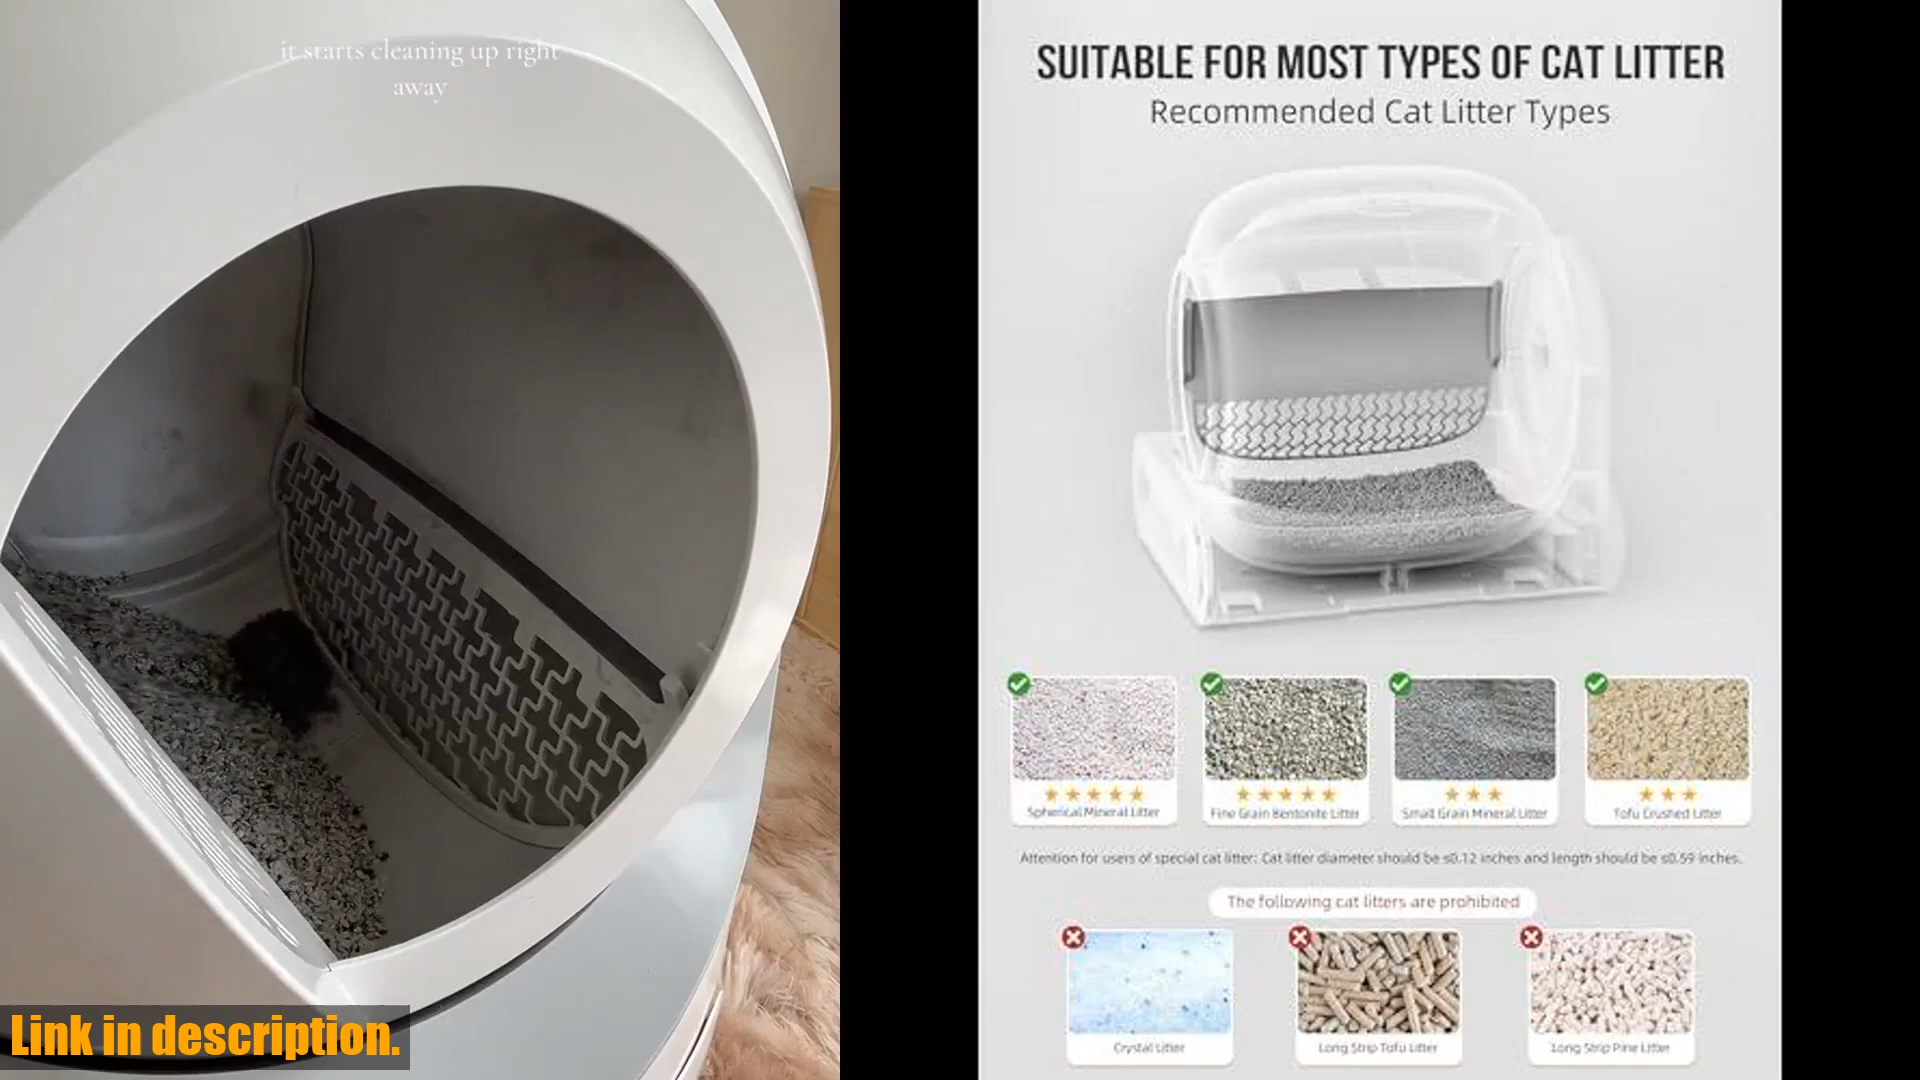 it starts cleaning up right
away
Link in description.
SUITABLE FOR MOST TYPES OF CAT LITTER
Recommended Cat Litter Types
Spherical Mineral Litter
Fine Grain Bentonite Litter
Small Grain Mineral Litter
Tofu Crushed Litter
Attention for users of special cat litter: Cat litter diameter should be ≤0.12 inches and length should be ≤0.59 inches.
The following cat litters are prohibited
Crystal Litter
Long Strip Tofu Litter
Long Strip Pine Litter